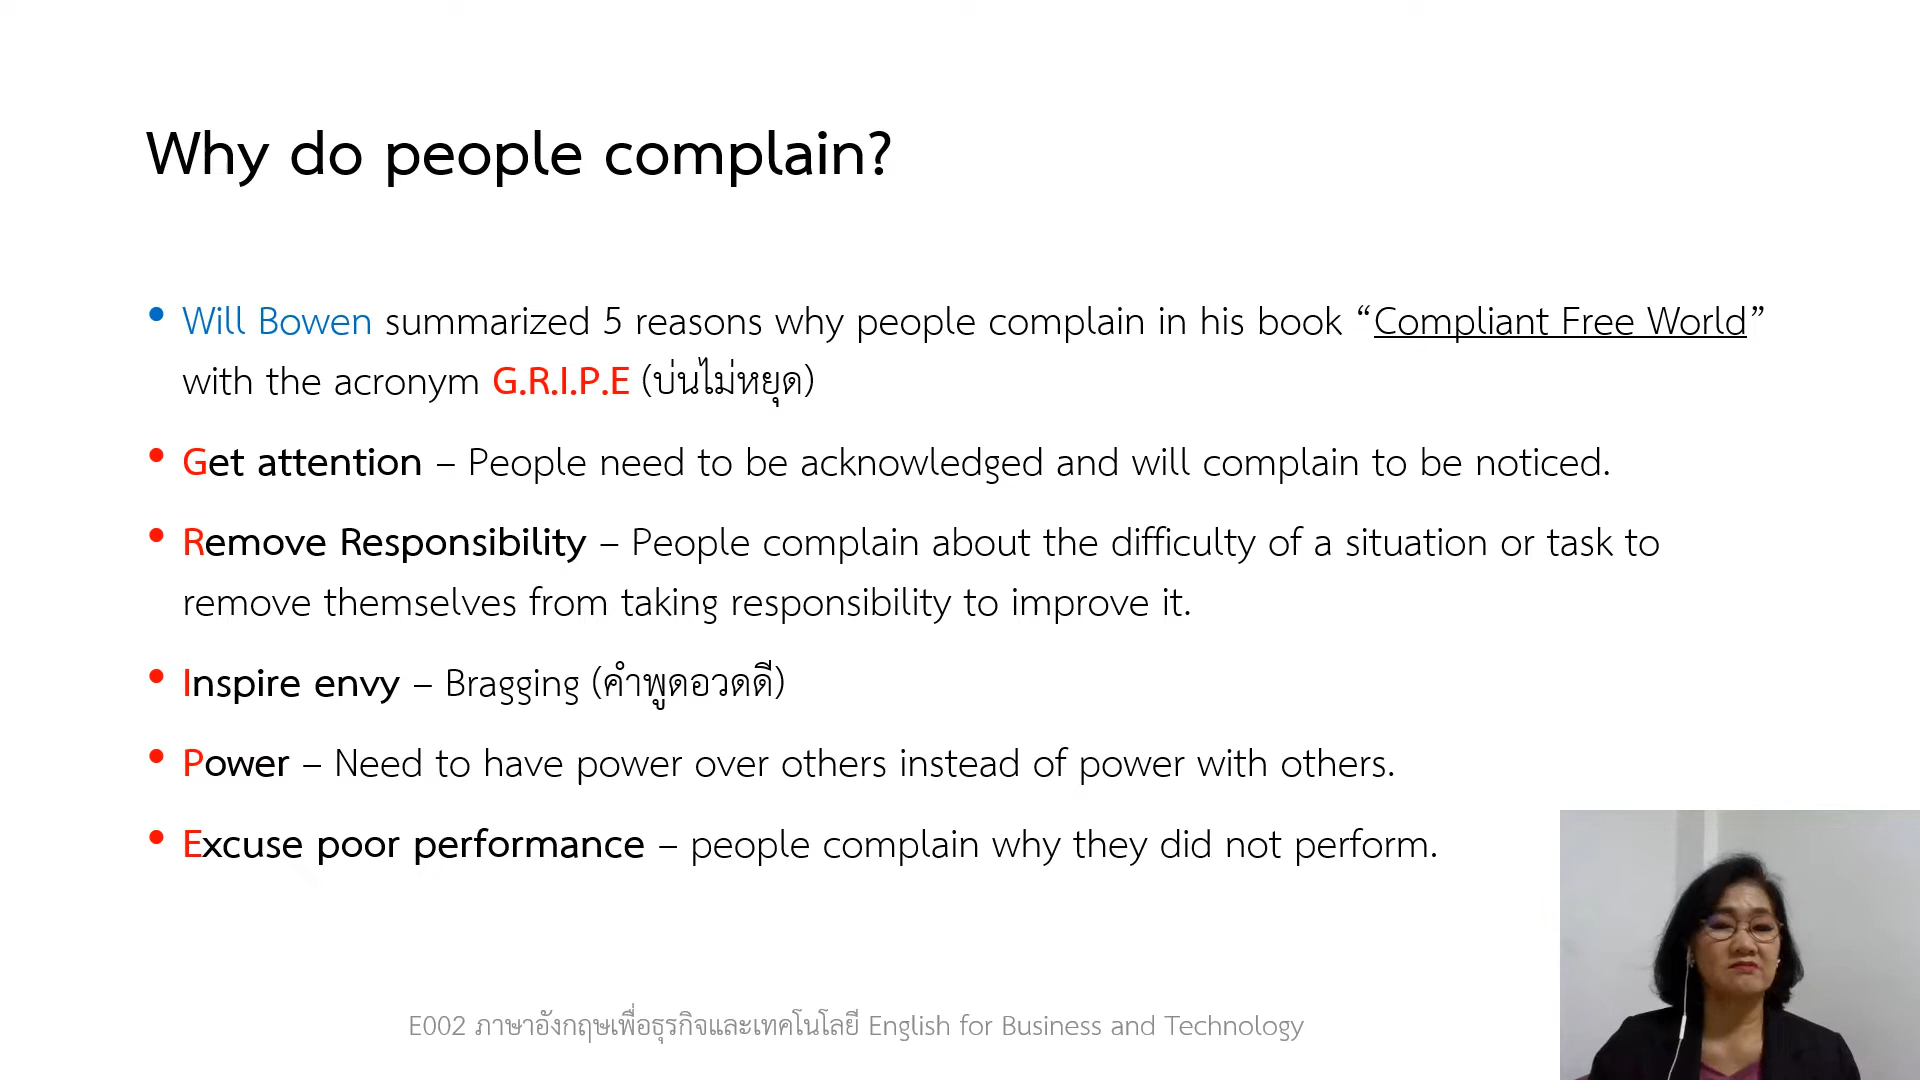 Why do people complain?
• Will Bowen summarized 5 reasons why people complain in his book “Compliant Free World”
with the acronym G.R.I.P.E (บ่นไม่หยุด)
• Get attention – People need to be acknowledged and will complain to be noticed.
• Remove Responsibility – People complain about the difficulty of a situation or task to
remove themselves from taking responsibility to improve it.
• Inspire envy – Bragging (คำพูดอวดดี)
• Power – Need to have power over others instead of power with others.
• Excuse poor performance – people complain why they did not perform.
E002 ภาษาอังกฤษเพื่อธุรกิจและเทคโนโลยี English for Business and Technology